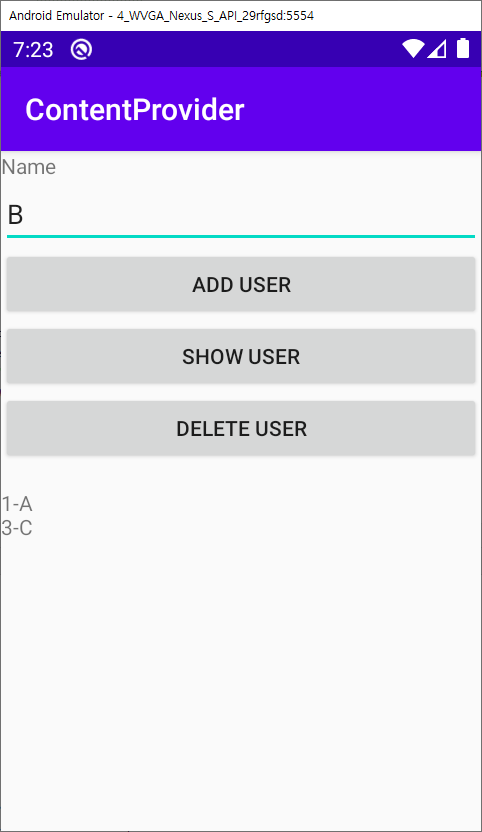 Android Emulator - 4_WVGA_Nexus_S_API_29rfgsd:5554
7:23
ContentProvider
Name
B
ADD USER
SHOW USER
DELETE USER
1-A
3-C